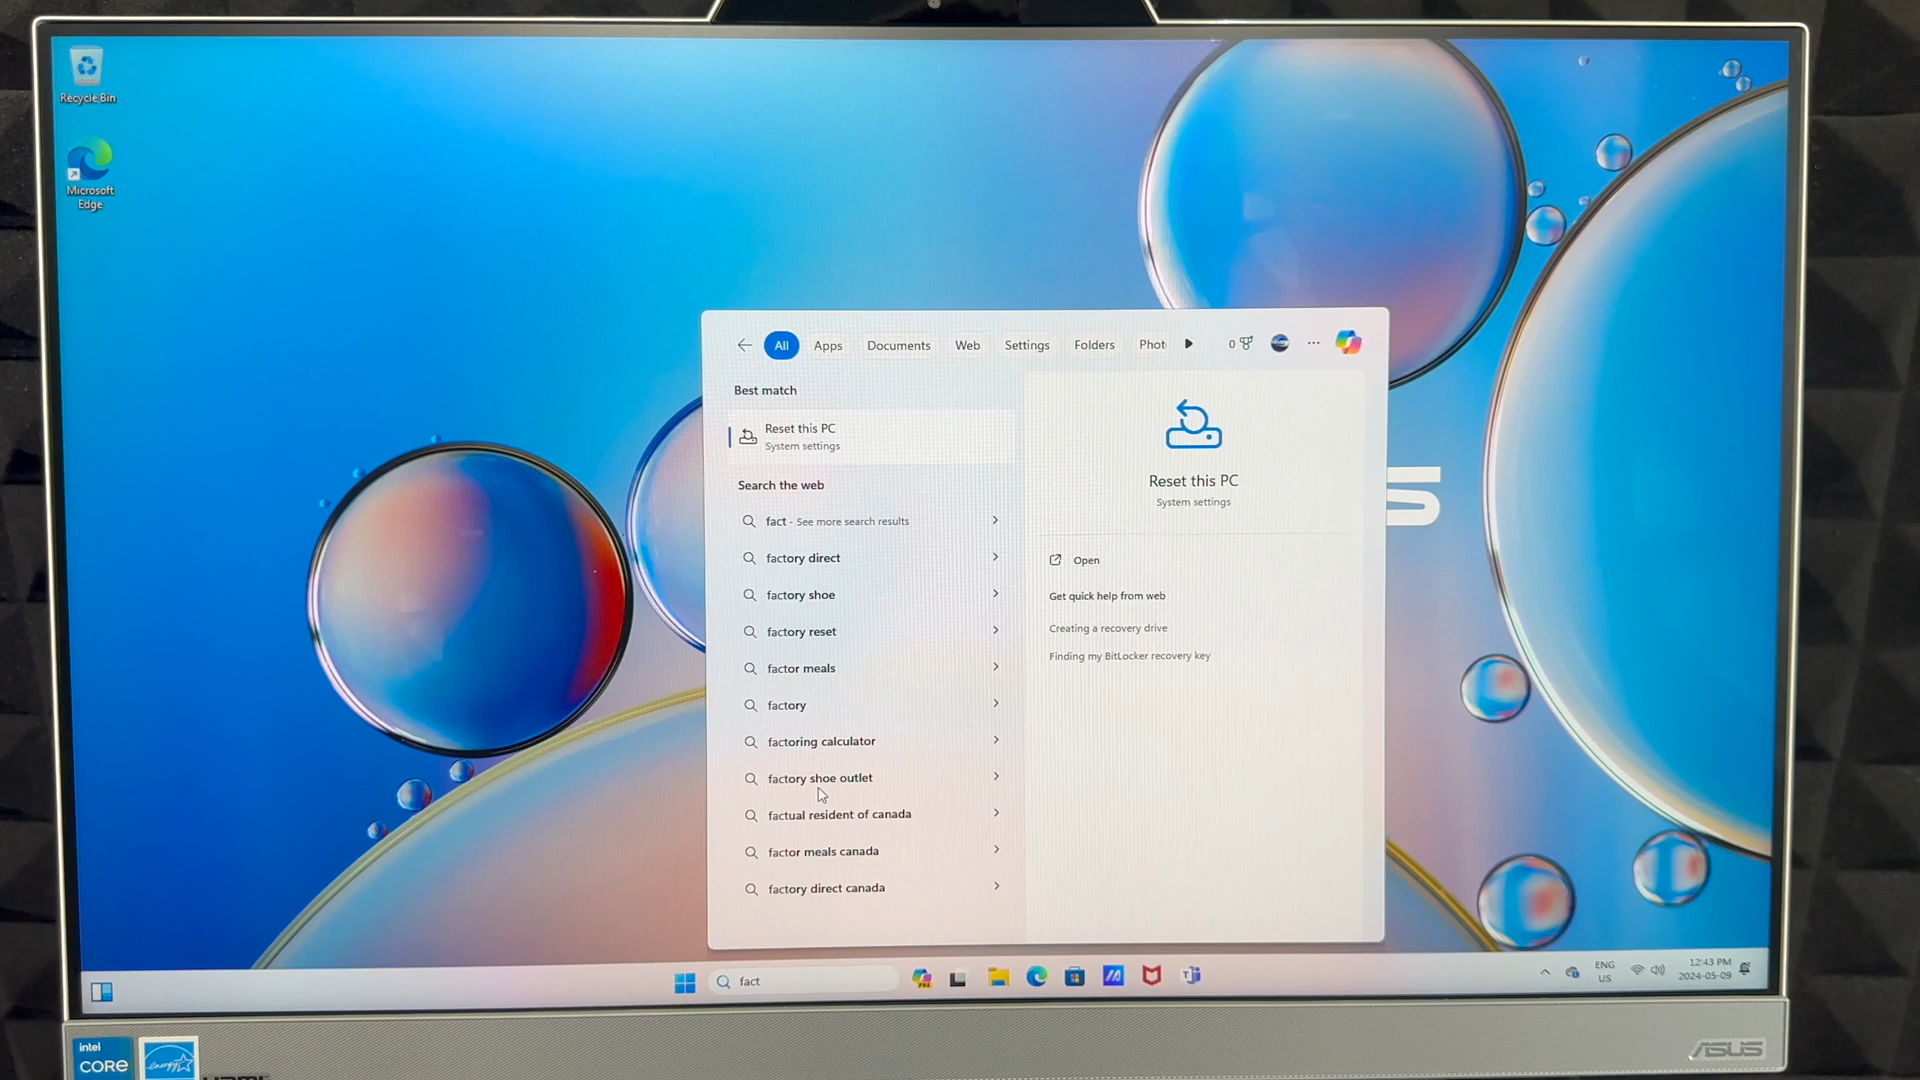 Recycle Bin
Microsoft
Edge
All
Apps
Documents
Web
Settings
Folders
Phot
0
Best match
Reset this PC
System settings
Search the web
fact - See more search results
factory direct
factory shoe
factory reset
factor meals
factory
factoring calculator
factory shoe outlet
factual resident of canada
factor meals canada
factory direct canada
Reset this PC
System settings
Open
Get quick help from web
Creating a recovery drive
Finding my BitLocker recovery key
S
fact
PRE
ENG
US
12:43 PM
2024-05-09
intel
CORE
energy
HDMI
ASUS